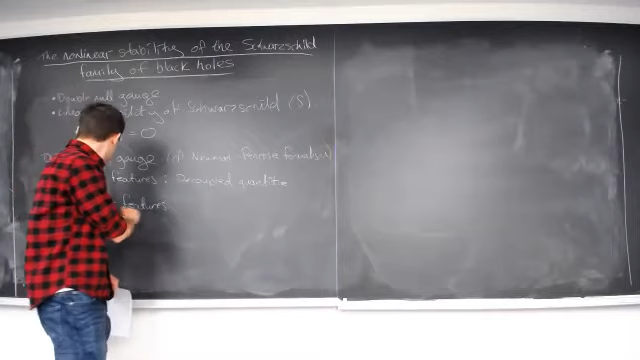 The nonlinear stability of the Schwarzschild
family of black holes
• Double null gauge
• Linear stability of Schwarzschild (S).
= 0
gauge (cf Newman Penrose formalism)
features : Decoupled quantities
features